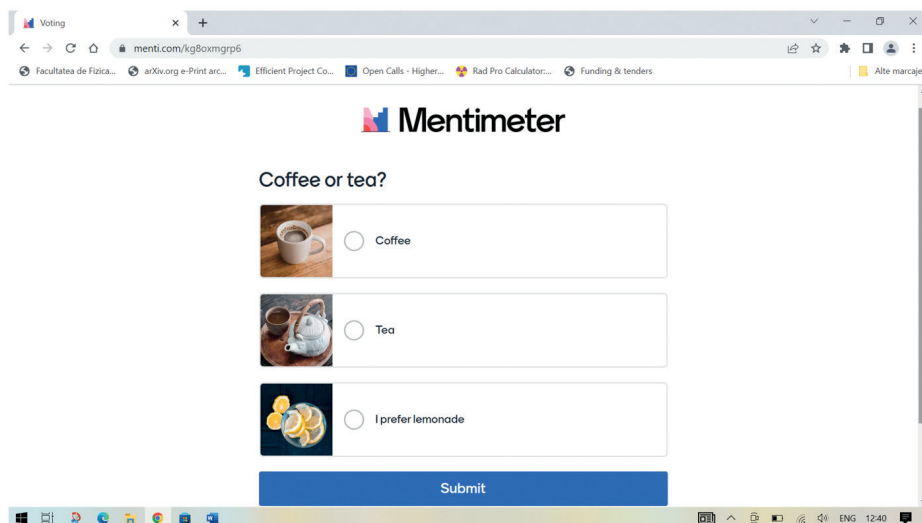 Voting
menti.com/kg8oxmgrp6
Facultatea de Fizica... arXiv.org e-Print arc... Efficient Project Co... Open Calls - Higher... Rad Pro Calculator:... Funding & tenders Alte marcaje
Mentimeter
Coffee or tea?
Coffee
Tea
I prefer lemonade
Submit
ENG 12:40